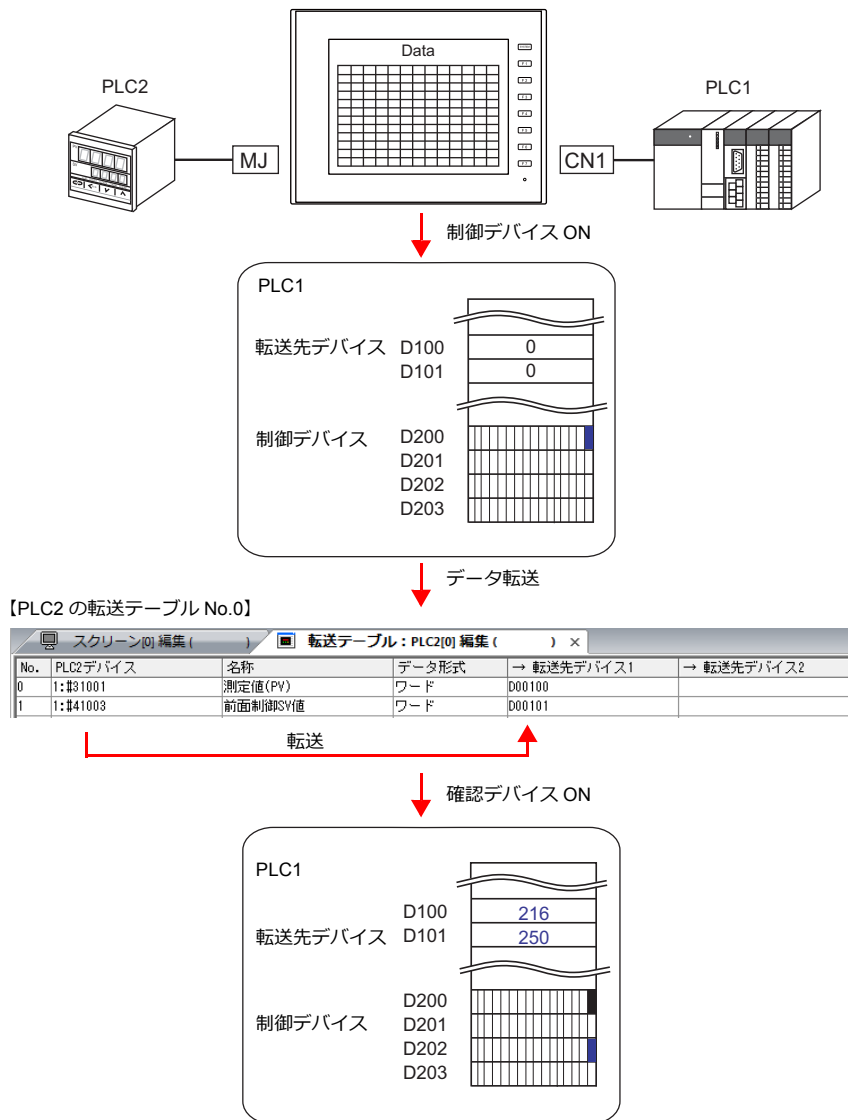 Data
PLC2
PLC1
MJ
CN1
制御デバイス ON
PLC1
転送先デバイス D100 0
D101 0
制御デバイス D200
D201
D202
D203
データ転送
【PLC2 の転送テーブル No.0】
スクリーン[0] 編集 ( ) 転送テーブル：PLC2[0] 編集 ( ) ×
No. PLC2デバイス 名称 データ形式 → 転送先デバイス1 → 転送先デバイス2
0 1:#31001 測定値(PV) ワード D00100
1 1:#41003 前面制御SV値 ワード D00101
転送
確認デバイス ON
PLC1
D100 216
転送先デバイス D101 250
D200
制御デバイス D201
D202
D203